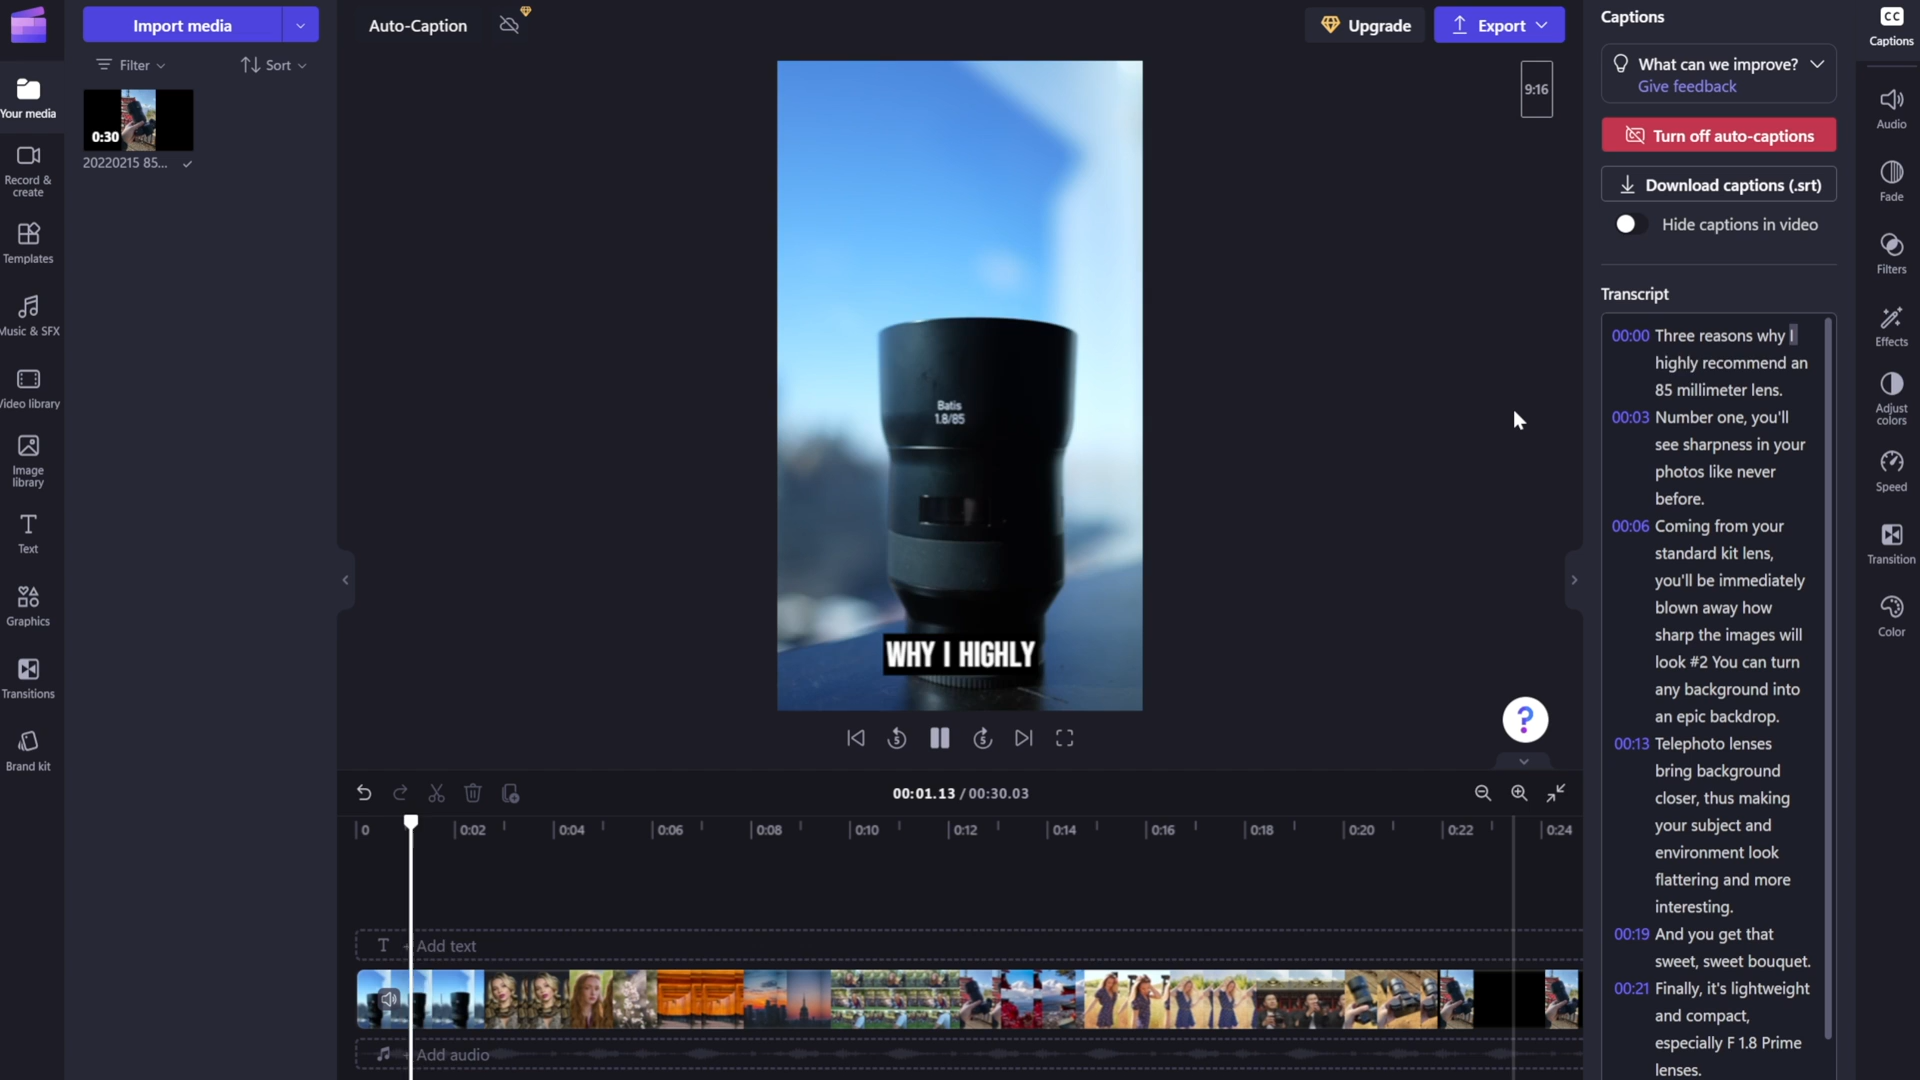 Import media
Auto-Caption
Upgrade
Export
Captions
Captions
Filter
Sort
Your media
0:30
20220215 85...
Record &
create
Templates
Music & SFX
Video library
Image
library
Text
Graphics
Transitions
Brand kit
9:16
Batis
1.8/85
WHY I HIGHLY
5
5
?
00:01.13 / 00:30.03
0
0:02
0:04
0:06
0:08
0:10
0:12
0:14
0:16
0:18
0:20
0:22
0:24
T + Add text
+ Add audio
What can we improve?
Give feedback
Turn off auto-captions
Download captions (.srt)
Hide captions in video
Transcript
00:00 Three reasons why I
highly recommend an
85 millimeter lens.
00:03 Number one, you'll
see sharpness in your
photos like never
before.
00:06 Coming from your
standard kit lens,
you'll be immediately
blown away how
sharp the images will
look #2 You can turn
any background into
an epic backdrop.
00:13 Telephoto lenses
bring background
closer, thus making
your subject and
environment look
flattering and more
interesting.
00:19 And you get that
sweet, sweet bouquet.
00:21 Finally, it's lightweight
and compact,
especially F 1.8 Prime
lenses.
CC
Audio
Fade
Filters
Effects
Adjust
colors
Speed
Transition
Color